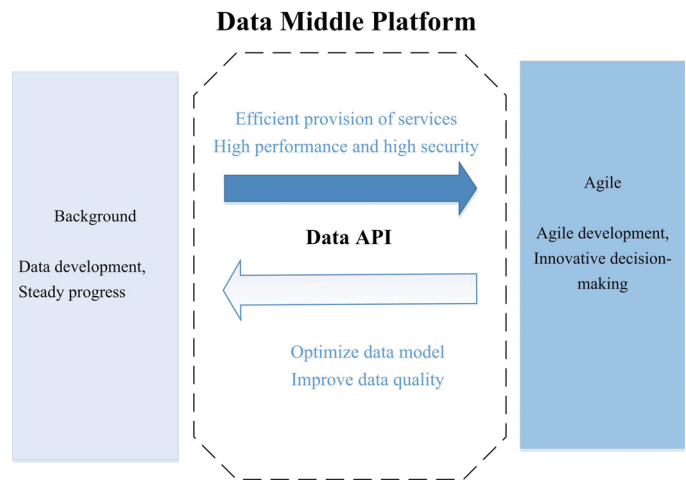 Data Middle Platform
Efficient provision of services
High performance and high security
Background
Data development,
Steady progress
Data API
Agile
Agile development,
Innovative decision-
making
Optimize data model
Improve data quality